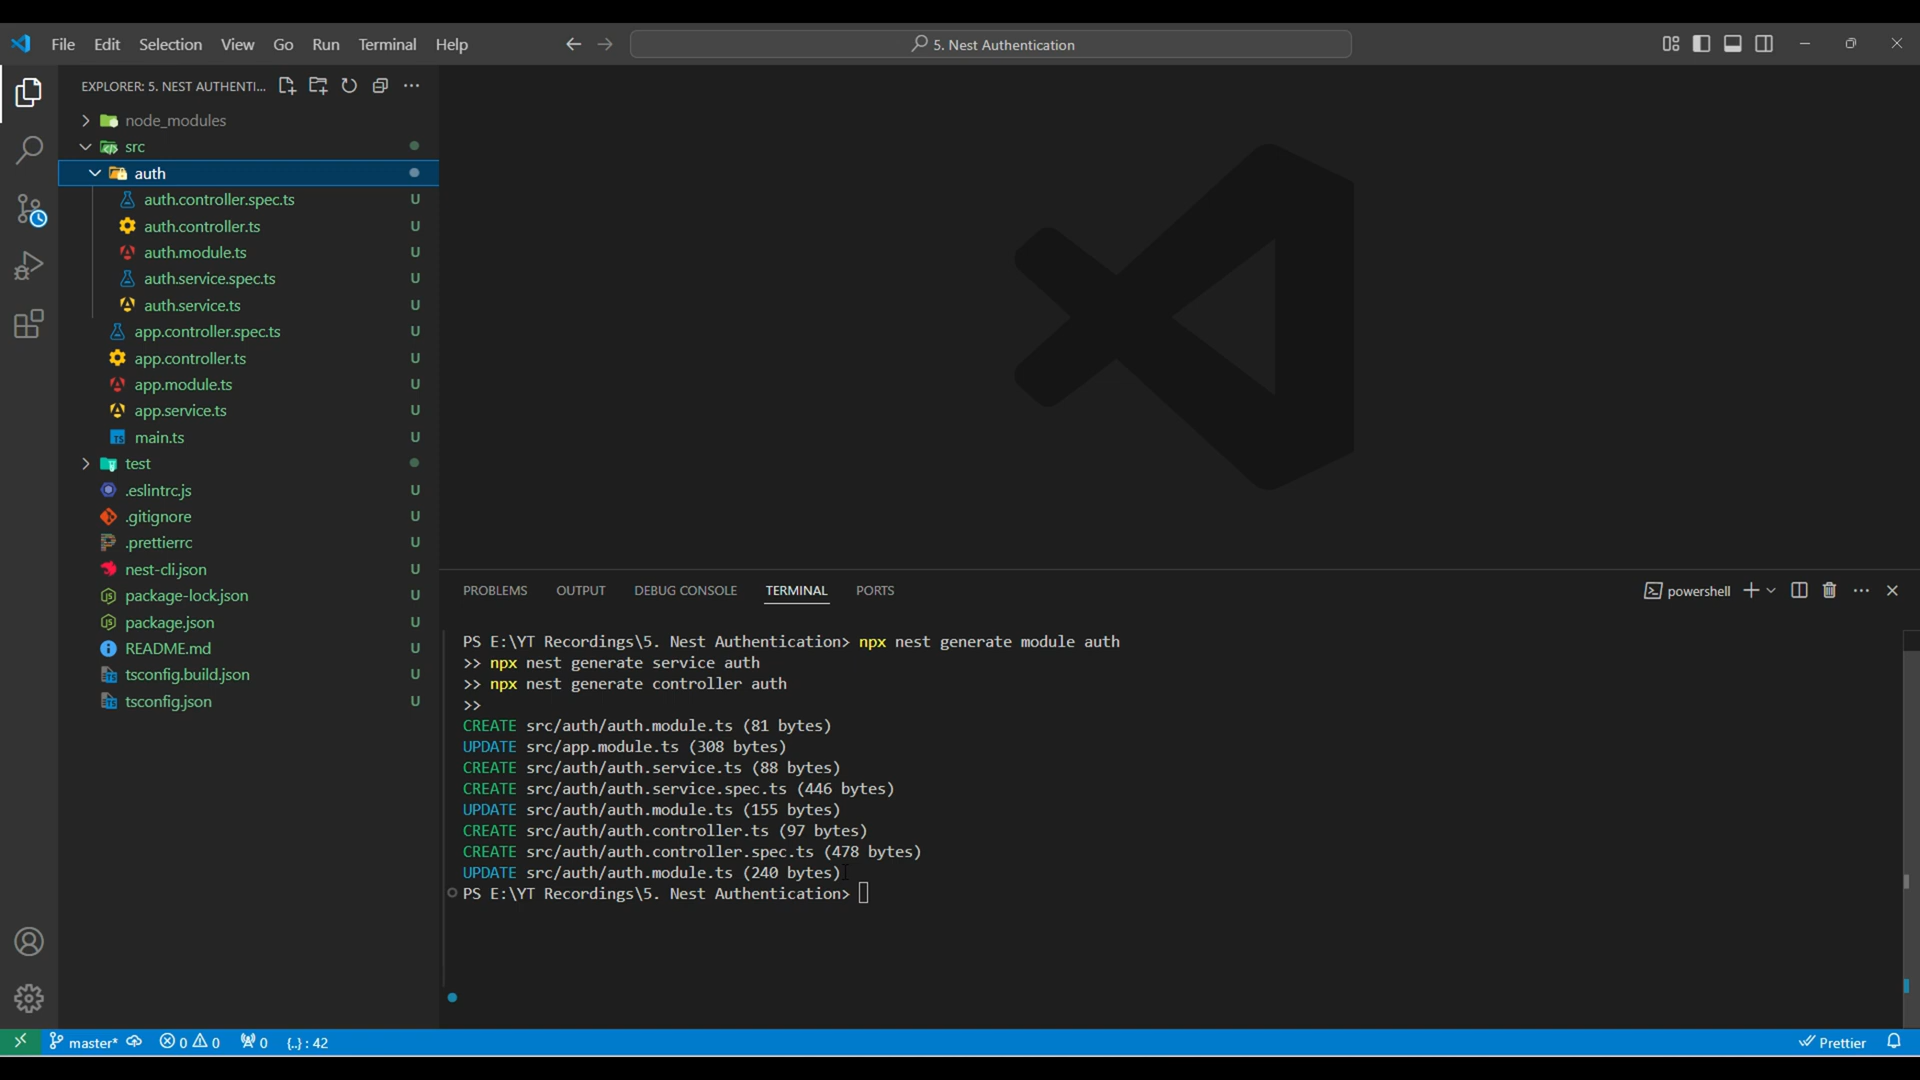 File Edit Selection View Go Run Terminal Help
5. Nest Authentication
EXPLORER: 5. NEST AUTHENTI...
node_modules
src
auth
auth.controller.spec.ts U
auth.controller.ts U
auth.module.ts U
auth.service.spec.ts U
auth.service.ts U
app.controller.spec.ts U
app.controller.ts U
app.module.ts U
app.service.ts U
main.ts U
test
.eslintrc.js U
.gitignore U
.prettierrc U
nest-cli.json U
package-lock.json U
package.json U
README.md U
tsconfig.build.json U
tsconfig.json U
PROBLEMS OUTPUT DEBUG CONSOLE TERMINAL PORTS
powershell
PS E:\YT Recordings\5. Nest Authentication> npx nest generate module auth
>> npx nest generate service auth
>> npx nest generate controller auth
>>
CREATE src/auth/auth.module.ts (81 bytes)
UPDATE src/app.module.ts (308 bytes)
CREATE src/auth/auth.service.ts (88 bytes)
CREATE src/auth/auth.service.spec.ts (446 bytes)
UPDATE src/auth/auth.module.ts (155 bytes)
CREATE src/auth/auth.controller.ts (97 bytes)
CREATE src/auth/auth.controller.spec.ts (478 bytes)
UPDATE src/auth/auth.module.ts (240 bytes)
PS E:\YT Recordings\5. Nest Authentication>
master* 0 0 0 {..} : 42 Prettier